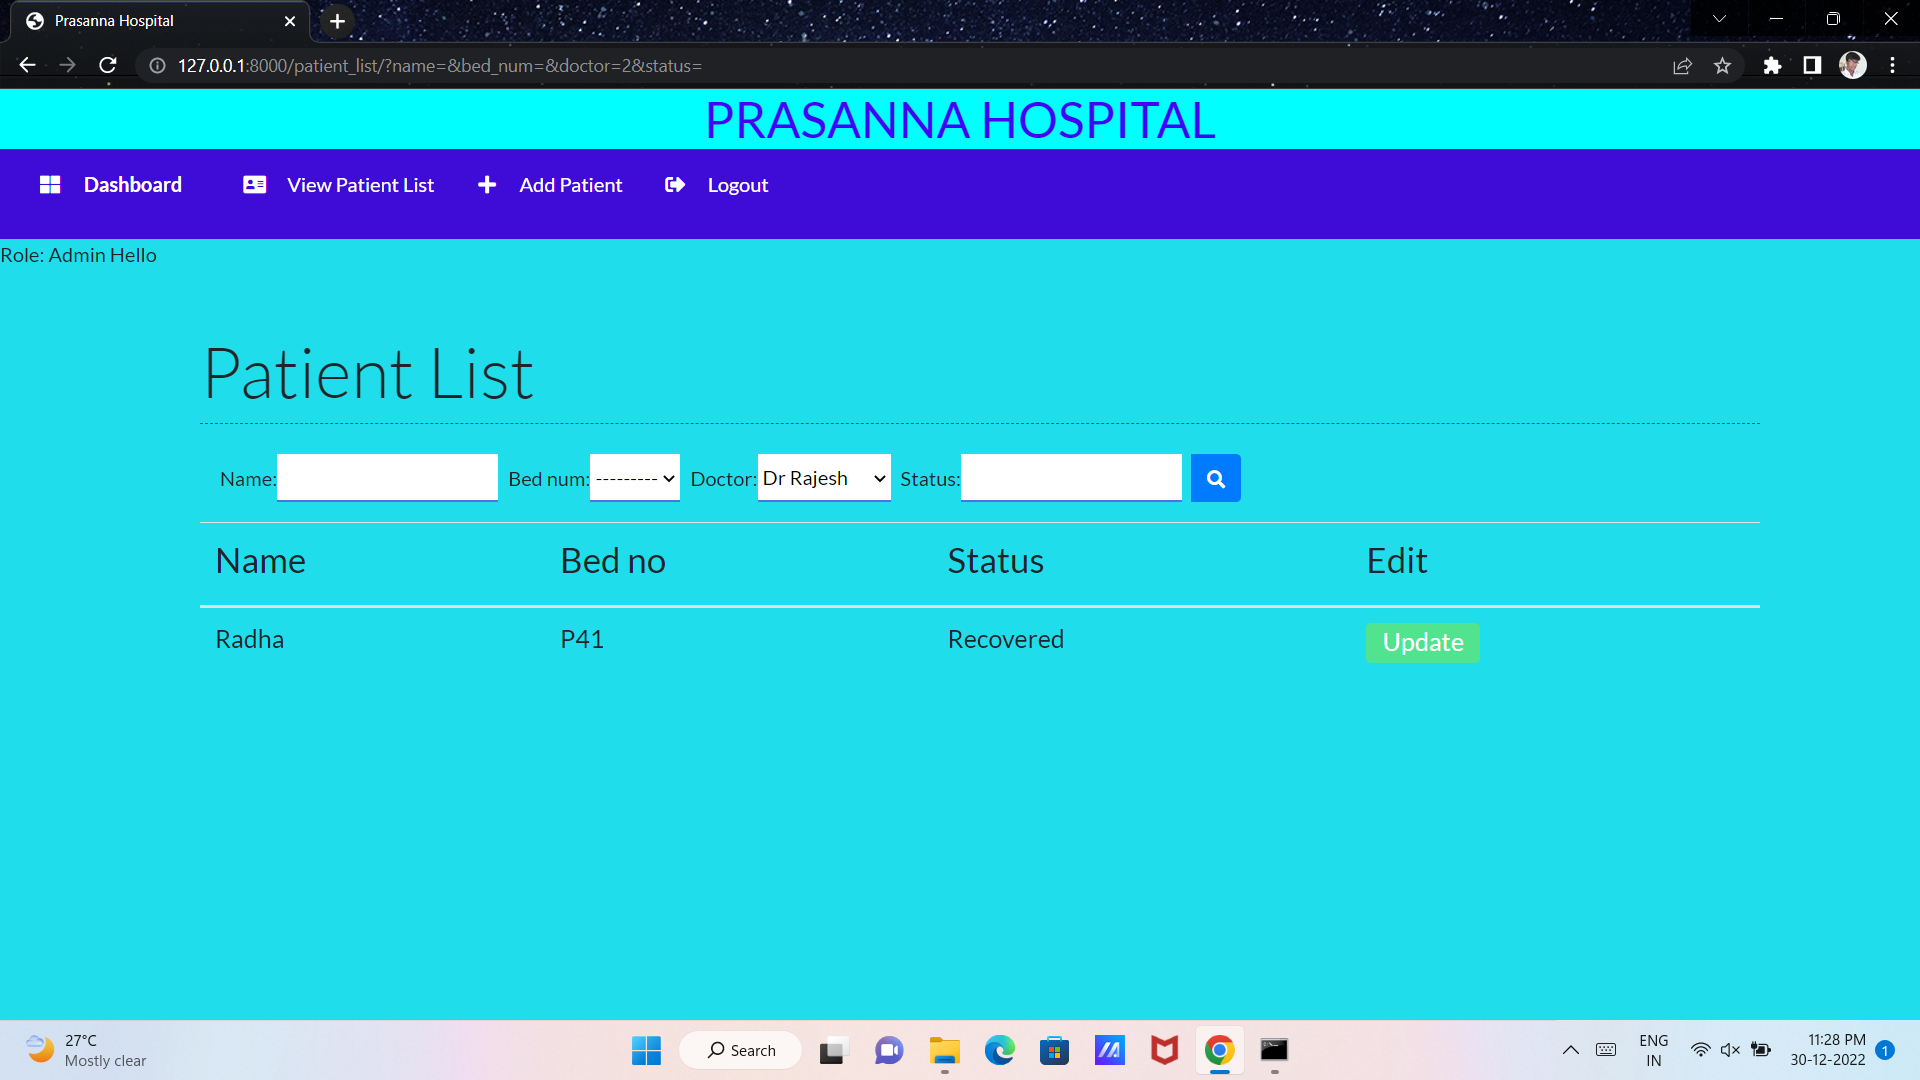 Prasanna Hospital
127.0.0.1:8000/patient_list/?name=&bed_num=&doctor=2&status=
PRASANNA HOSPITAL
Dashboard View Patient List Add Patient Logout
Role: Admin Hello
Patient List
Name: Bed num: --------- Doctor: Dr Rajesh Status:
Name Bed no Status Edit
Radha P41 Recovered Update
27°C
Mostly clear
Search
ENG
IN
11:28 PM
30-12-2022
1